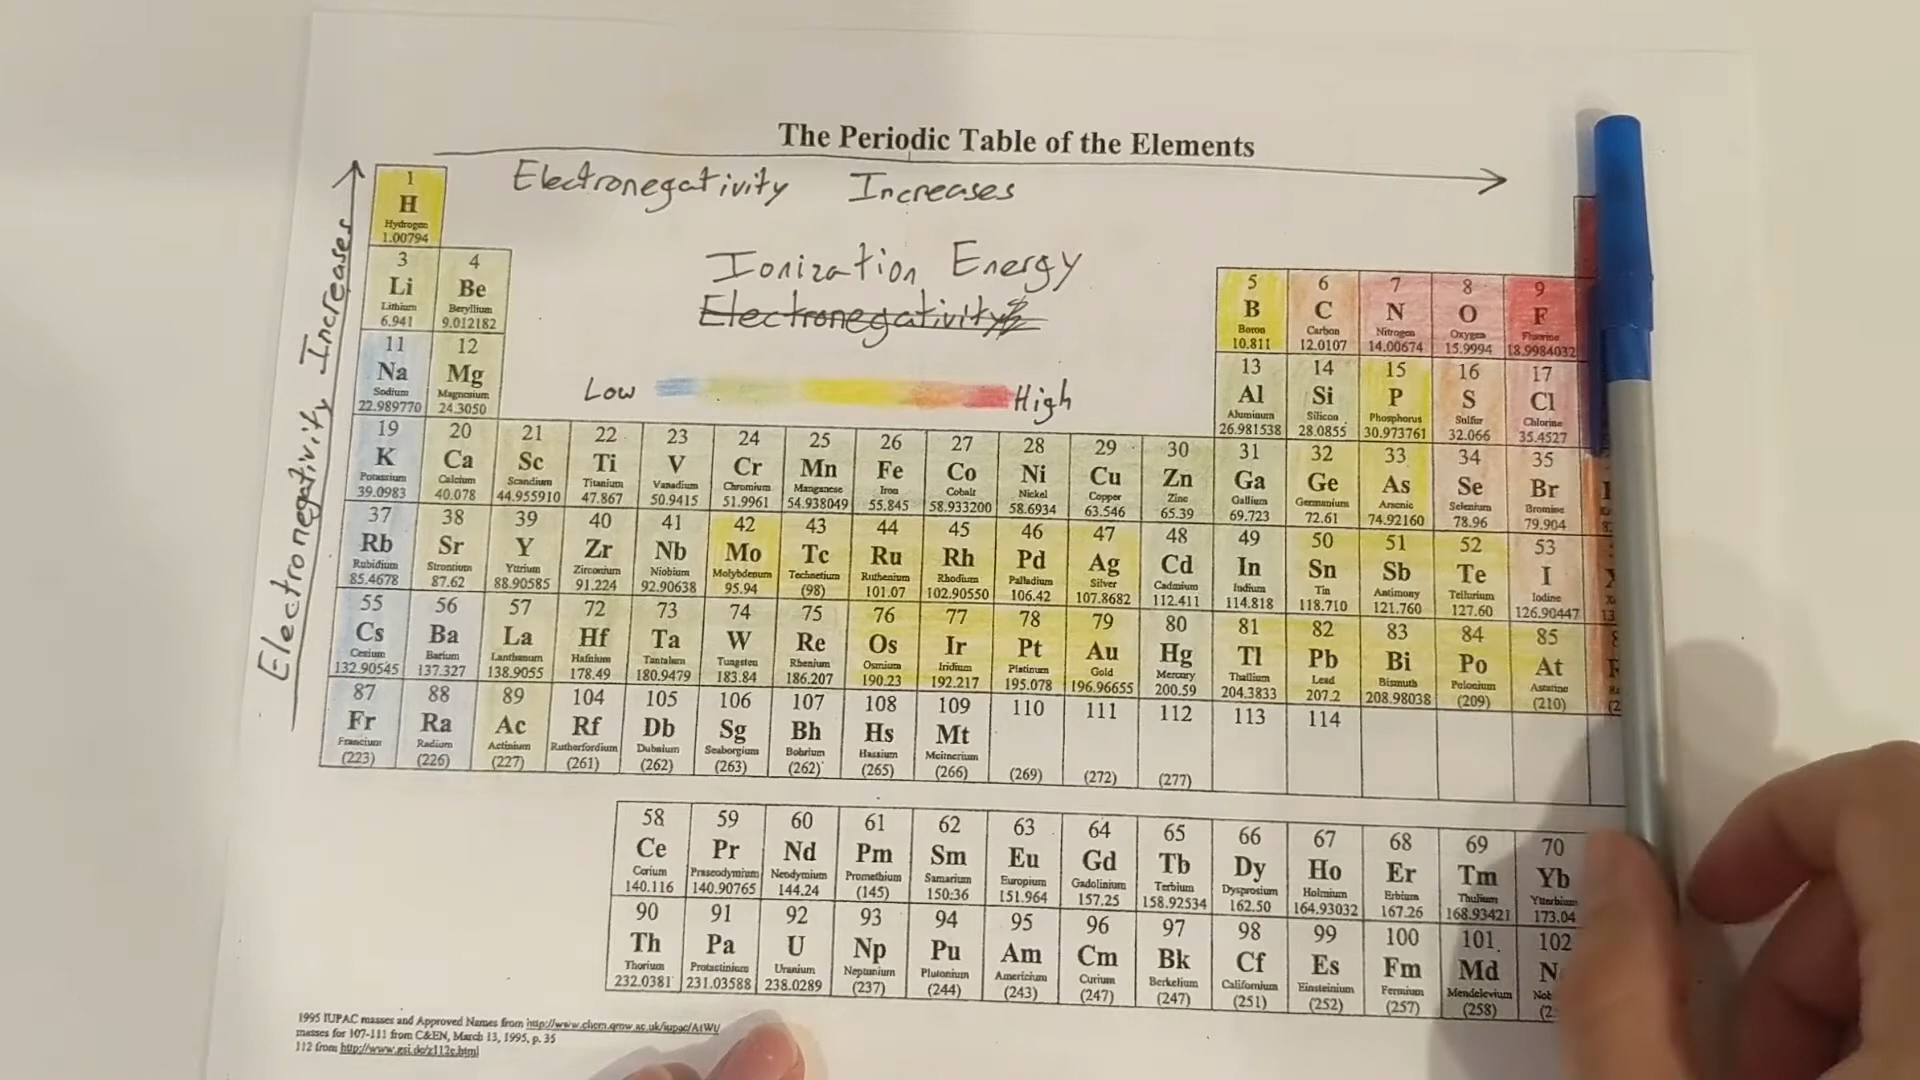 The Periodic Table of the Elements
Electronegativity Increases
Electronegativity Increases
Ionization Energy
Electronegativity
Low High
1
H
Hydrogen
1.00794
3 4
Li Be
Lithium Beryllium
6.941 9.012182
5 6 7 8 9
B C N O F
Boron Carbon Nitrogen Oxygen Fluorine
10.811 12.0107 14.00674 15.9994 18.9984032
11 12
Na Mg
Sodium Magnesium
22.989770 24.3050
13 14 15 16 17
Al Si P S Cl
Aluminum Silicon Phosphorus Sulfur Chlorine
26.981538 28.0855 30.973761 32.066 35.4527
19 20 21 22 23 24 25 26 27 28 29 30 31 32 33 34 35
K Ca Sc Ti V Cr Mn Fe Co Ni Cu Zn Ga Ge As Se Br
Potassium Calcium Scandium Titanium Vanadium Chromium Manganese Iron Cobalt Nickel Copper Zinc Gallium Germanium Arsenic Selenium Bromine
39.0983 40.078 44.955910 47.867 50.9415 51.9961 54.938049 55.845 58.933200 58.6934 63.546 65.39 69.723 72.61 74.92160 78.96 79.904
37 38 39 40 41 42 43 44 45 46 47 48 49 50 51 52 53
Rb Sr Y Zr Nb Mo Tc Ru Rh Pd Ag Cd In Sn Sb Te I
Rubidium Strontium Yttrium Zirconium Niobium Molybdenum Technetium Ruthenium Rhodium Palladium Silver Cadmium Indium Tin Antimony Tellurium Iodine
85.4678 87.62 88.90585 91.224 92.90638 95.94 (98) 101.07 102.90550 106.42 107.8682 112.411 114.818 118.710 121.760 127.60 126.90447
55 56 57 72 73 74 75 76 77 78 79 80 81 82 83 84 85
Cs Ba La Hf Ta W Re Os Ir Pt Au Hg Tl Pb Bi Po At
Cesium Barium Lanthanum Hafnium Tantalum Tungsten Rhenium Osmium Iridium Platinum Gold Mercury Thallium Lead Bismuth Polonium Astatine
132.90545 137.327 138.9055 178.49 180.9479 183.84 186.207 190.23 192.217 195.078 196.96655 200.59 204.3833 207.2 208.98038 (209) (210)
87 88 89 104 105 106 107 108 109 110 111 112 113 114
Fr Ra Ac Rf Db Sg Bh Hs Mt
Francium Radium Actinium Rutherfordium Dubnium Seaborgium Bohrium Hassium Meitnerium
(223) (226) (227) (261) (262) (263) (262) (265) (266) (269) (272) (277)
58 59 60 61 62 63 64 65 66 67 68 69 70
Ce Pr Nd Pm Sm Eu Gd Tb Dy Ho Er Tm Yb
Cerium Praseodymium Neodymium Promethium Samarium Europium Gadolinium Terbium Dysprosium Holmium Erbium Thulium Ytterbium
140.116 140.90765 144.24 (145) 150.36 151.964 157.25 158.92534 162.50 164.93032 167.26 168.93421 173.04
90 91 92 93 94 95 96 97 98 99 100 101 102
Th Pa U Np Pu Am Cm Bk Cf Es Fm Md N
Thorium Protactinium Uranium Neptunium Plutonium Americium Curium Berkelium Californium Einsteinium Fermium Mendelevium Nob
232.0381 231.03588 238.0289 (237) (244) (243) (247) (247) (251) (252) (257) (258)
1995 IUPAC masses and Approved Names from http://www.chem.qmw.ac.uk/iupac/AtWt/
masses for 107-111 from C&EN, March 13, 1995, p. 35
112 from http://www.gsi.de/z112e.html